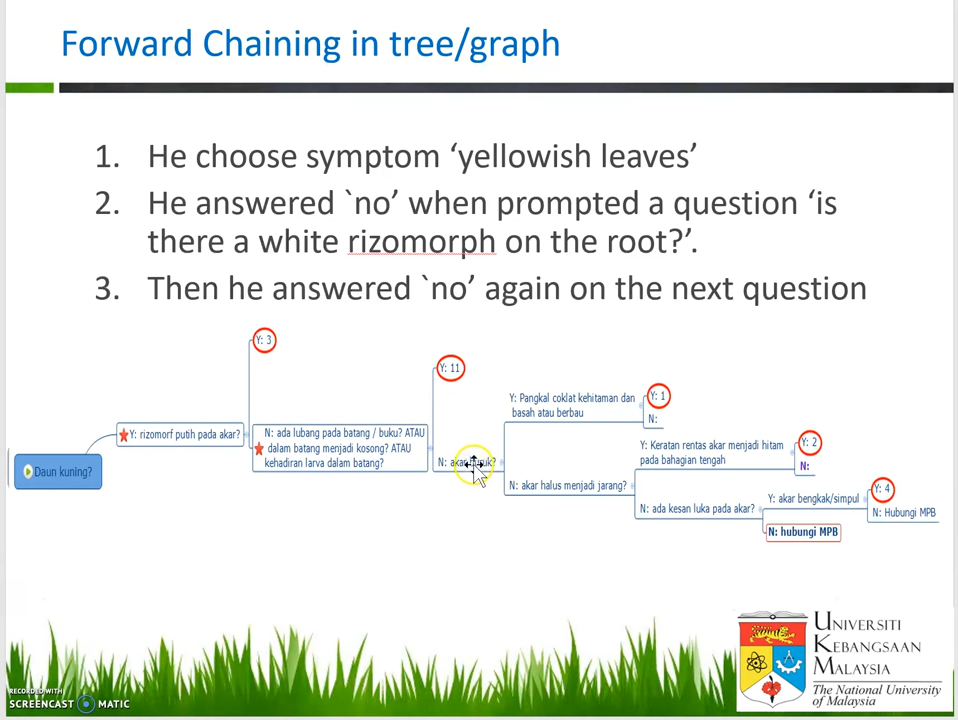 Forward Chaining in tree/graph
1. He choose symptom ‘yellowish leaves’
2. He answered `no’ when prompted a question ‘is
there a white rizomorph on the root?’.
3. Then he answered `no’ again on the next question
Y: 3
Y: 11
Y: Pangkal coklat kehitaman dan
basah atau berbau
Y: 1
N:
Y: rizomorf putih pada akar?
N: ada lubang pada batang / buku? ATAU
dalam batang menjadi kosong? ATAU
kehadiran larva dalam batang?
Daun kuning?
Y: Keratan rentas akar menjadi hitam
pada bahagian tengah
Y: 2
N:
N: akar
N: akar halus menjadi jarang?
N: ada kesan luka pada akar?
Y: akar bengkak/simpul
Y: 4
N: Hubungi MPB
N: hubungi MPB
UNIVERSITI
KEBANGSAAN
MALAYSIA
The National University
of Malaysia
RECORDED WITH
SCREENCAST MATIC